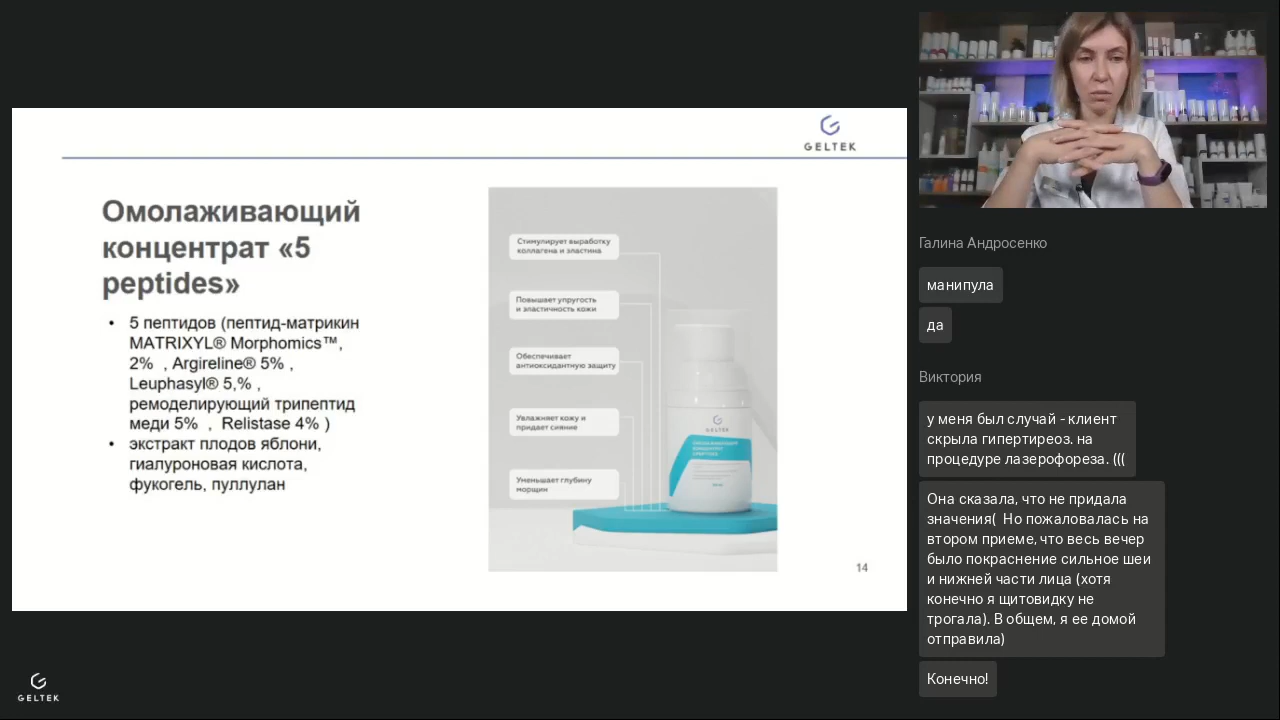 GELTEK
Омолаживающий
концентрат «5
peptides»
• 5 пептидов (пептид-матрикин
MATRIXYL® Morphomics™,
2% , Argireline® 5% ,
Leuphasyl® 5,% ,
ремоделирующий трипептид
меди 5% , Relistase 4% )
• экстракт плодов яблони,
гиалуроновая кислота,
фукогель, пуллулан
Стимулирует выработку
коллагена и эластина
Повышает упругость
и эластичность кожи
Обеспечивает
антиоксидантную защиту
Увлажняет кожу и
придает сияние
Уменьшает глубину
морщин
GELTEK
14
GELTEK
Галина Андросенко
манипула
да
Виктория
у меня был случай - клиент
скрыла гипертиреоз. на
процедуре лазерофореза. (((
Она сказала, что не придала
значения( Но пожаловалась на
втором приеме, что весь вечер
было покраснение сильное шеи
и нижней части лица (хотя
конечно я щитовидку не
трогала). В общем, я ее домой
отправила)
Конечно!